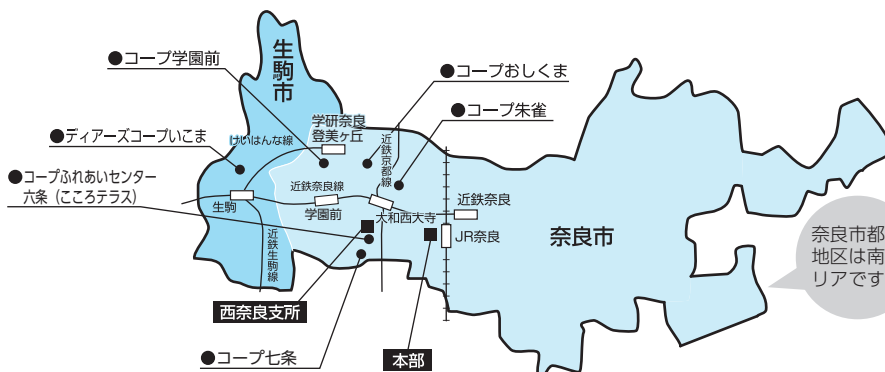 生駒市
●コープ学園前
●コープおしくま
●コープ朱雀
学研奈良
登美ヶ丘
けいはんな線
近鉄京都線
●ディアーズコープいこま
●コープふれあいセンター
六条（こころテラス）
近鉄奈良線
生駒
学園前
大和西大寺
近鉄奈良
JR奈良
近鉄生駒線
奈良市
奈良市都
地区は南
リアです
西奈良支所
●コープ七条
本部